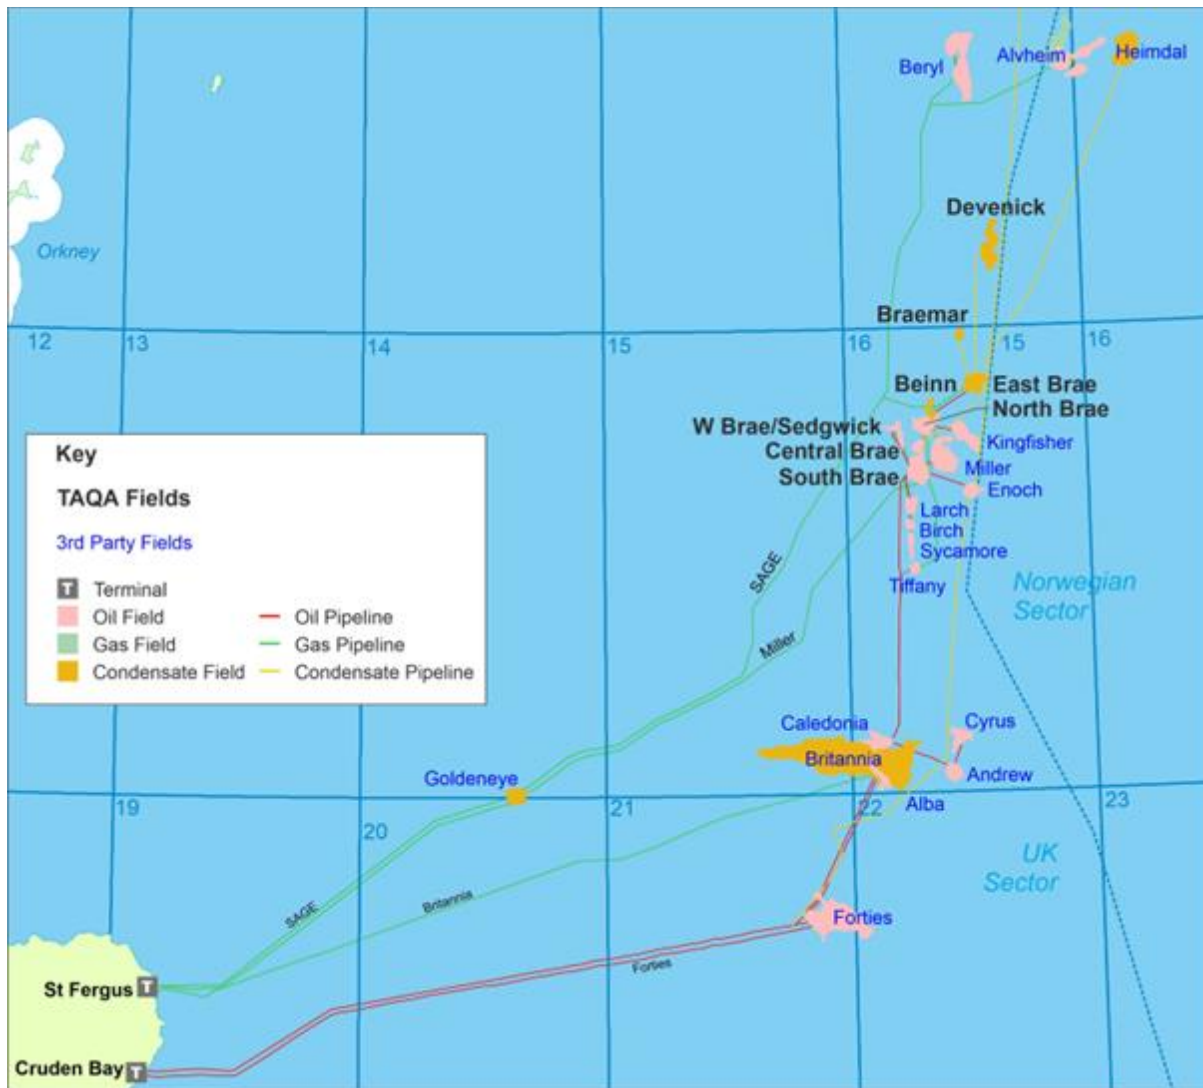 Beryl
Alvheim
Heimdal
Devenick
Orkney
Braemar
12
13
14
15
16
15
16
Beinn
East Brae
North Brae
W Brae/Sedgwick
Kingfisher
Central Brae
Miller
South Brae
Enoch
Key
TAQA Fields
3rd Party Fields
T Terminal
Oil Field
Oil Pipeline
Gas Field
Gas Pipeline
Condensate Field
Condensate Pipeline
Larch
Birch
Sycamore
Tiffany
SAGE
Miller
Norwegian
Sector
Caledonia
Cyrus
Britannia
Goldeneye
Andrew
Alba
19
20
21
22
23
UK
Sector
SAGE
Britannia
Forties
Forties
St Fergus T
Cruden Bay T